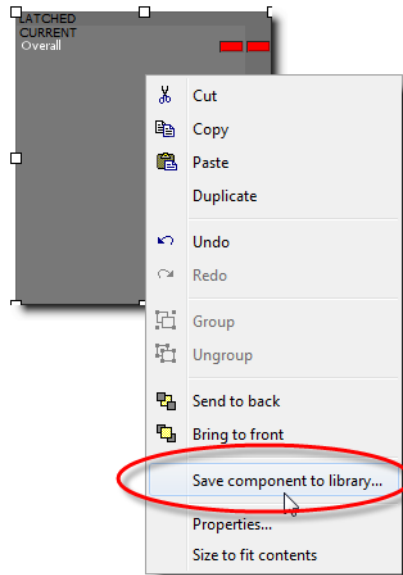 LATCHED
CURRENT
Overall
Cut
Copy
Paste
Duplicate
Undo
Redo
Group
Ungroup
Send to back
Bring to front
Save component to library...
Properties...
Size to fit contents